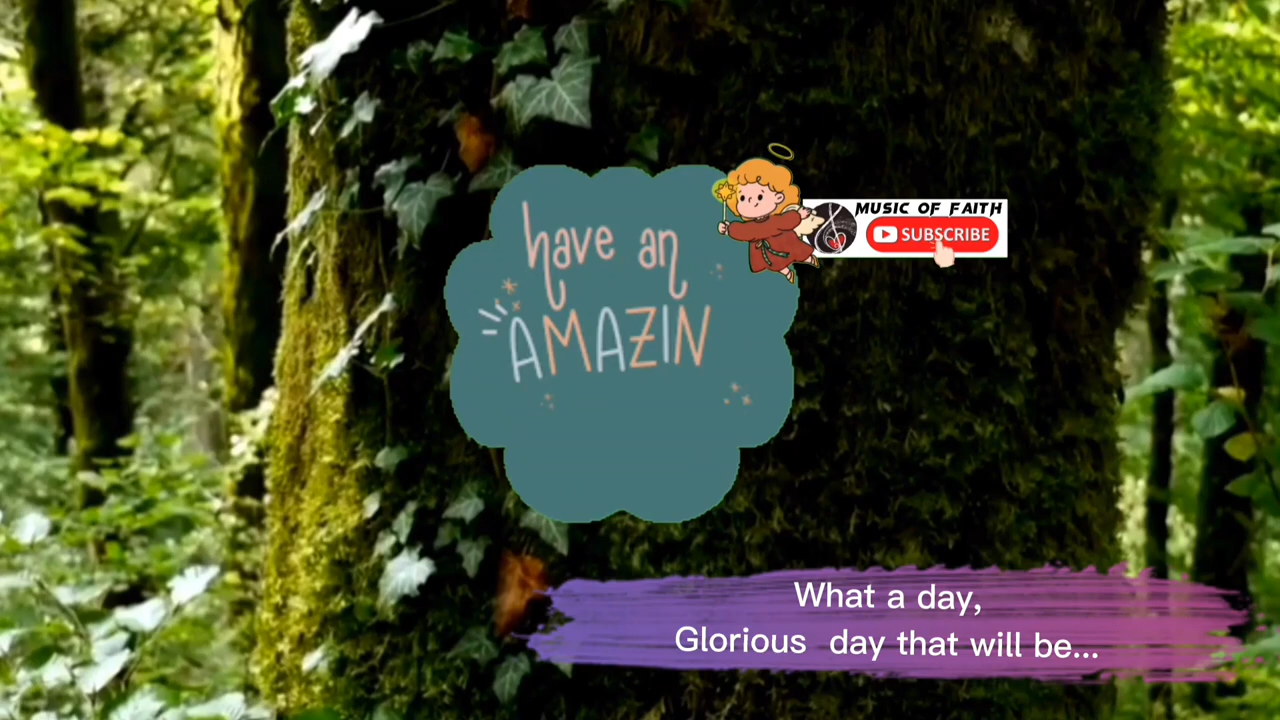 have an
AMAZIN
MUSIC OF FAITH
SUBSCRIBE
What a day,
Glorious  day that will be...